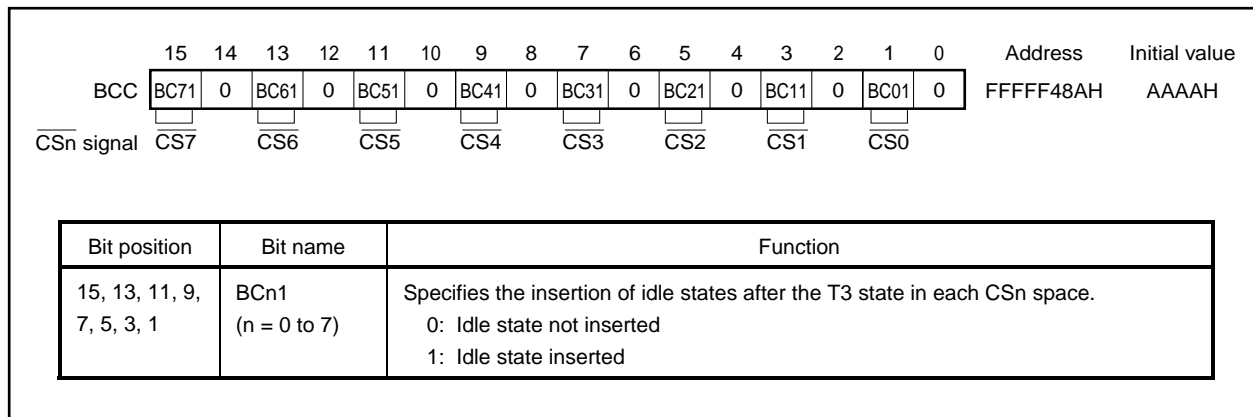 15 14 13 12 11 10 9 8 7 6 5 4 3 2 1 0 Address Initial value
BCC BC71 0 BC61 0 BC51 0 BC41 0 BC31 0 BC21 0 BC11 0 BC01 0 FFFFF48AH AAAAH
CSn signal CS7 CS6 CS5 CS4 CS3 CS2 CS1 CS0
Bit position Bit name Function
15, 13, 11, 9, BCn1 Specifies the insertion of idle states after the T3 state in each CSn space.
7, 5, 3, 1 (n = 0 to 7) 0: Idle state not inserted
1: Idle state inserted